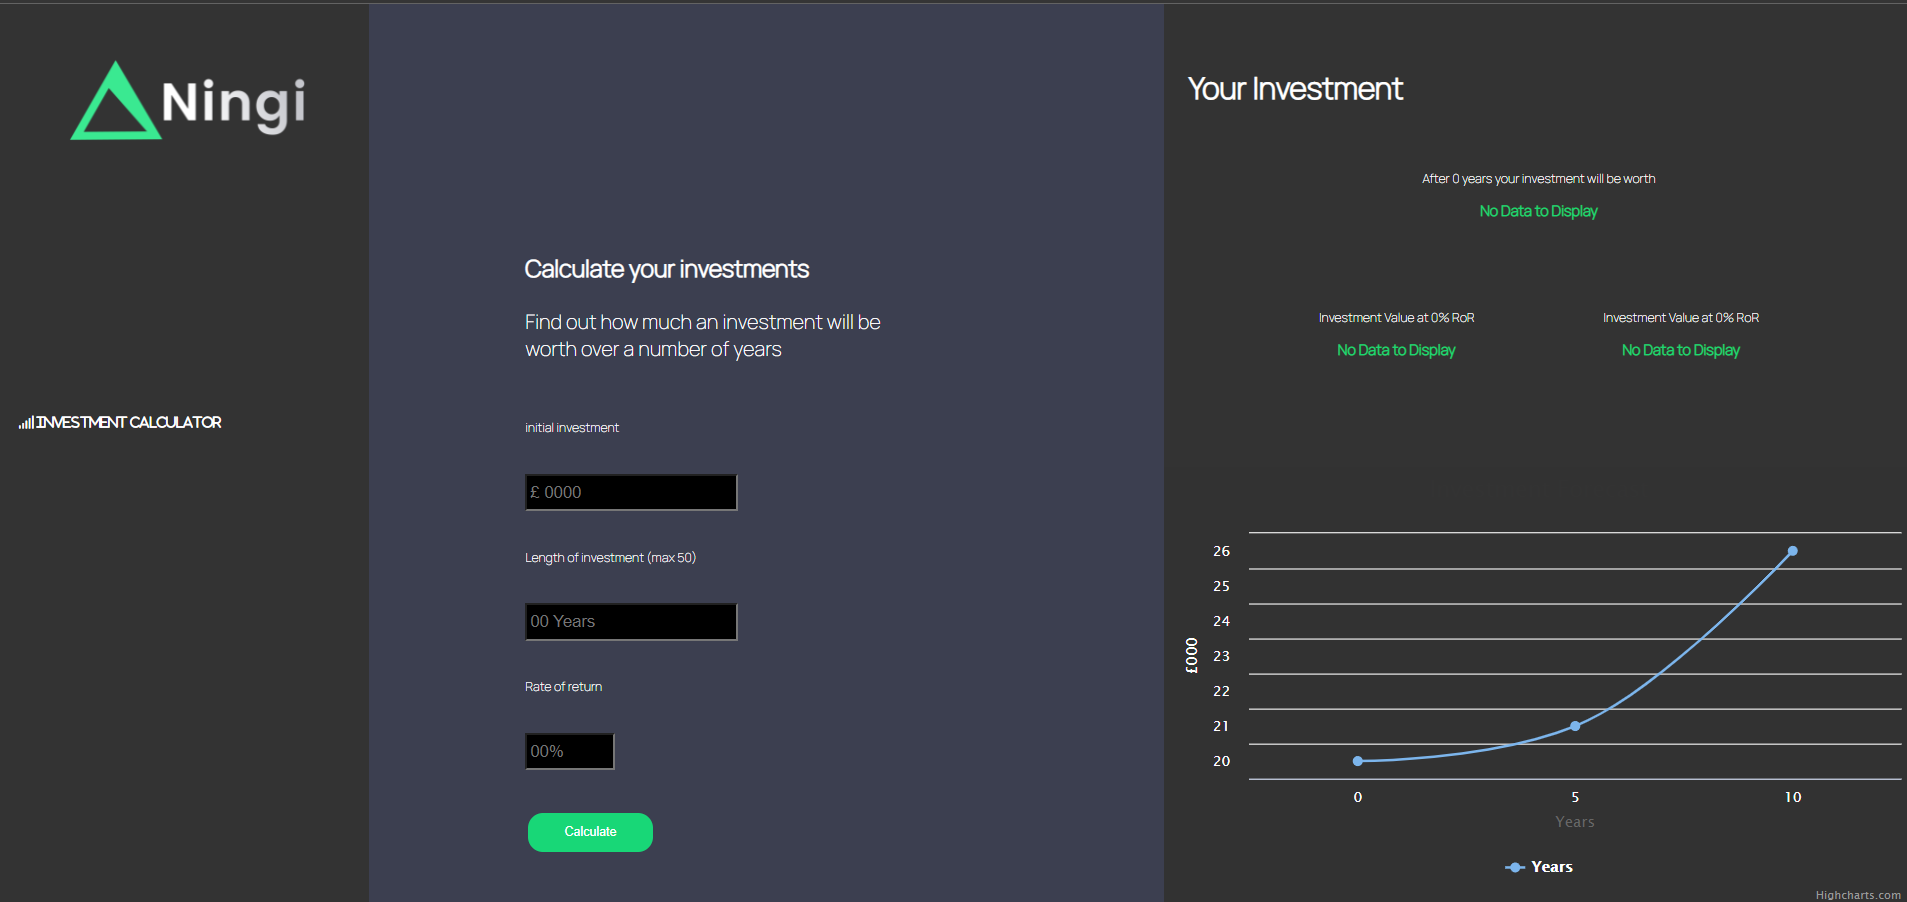 Ningi
INVESTMENT CALCULATOR
Calculate your investments
Find out how much an investment will be
worth over a number of years
initial investment
£ 0000
Length of investment (max 50)
00 Years
Rate of return
00%
Calculate
Your Investment
After 0 years your investment will be worth
No Data to Display
Investment Value at 0% RoR
No Data to Display
Investment Value at 0% RoR
No Data to Display
£000
26
25
24
23
22
21
20
0 5 10
Years
Years
Highcharts.com